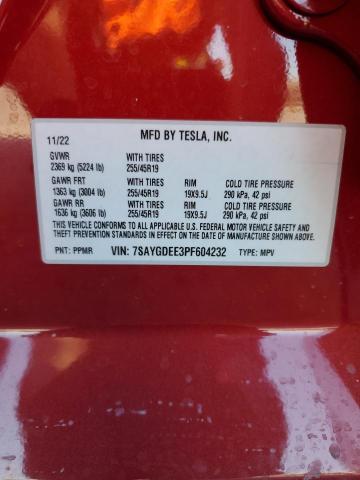 MFD BY TESLA, INC.
11/22
GVWR WITH TIRES
2369 kg (5224 lb) 255/45R19
GAWR FRT WITH TIRES RIM COLD TIRE PRESSURE
1363 kg (3004 lb) 255/45R19 19X9.5J 290 kPa, 42 psi
GAWR RR WITH TIRES RIM COLD TIRE PRESSURE
1636 kg (3606 lb) 255/45R19 19X9.5J 290 kPa, 42 psi
THIS VEHICLE CONFORMS TO ALL APPLICABLE U.S. FEDERAL MOTOR VEHICLE SAFETY AND
THEFT PREVENTION STANDARDS IN EFFECT ON THE DATE OF MANUFACTURE SHOWN ABOVE.
PNT: PPMR VIN: 7SAYGDEE3PF604232 TYPE: MPV